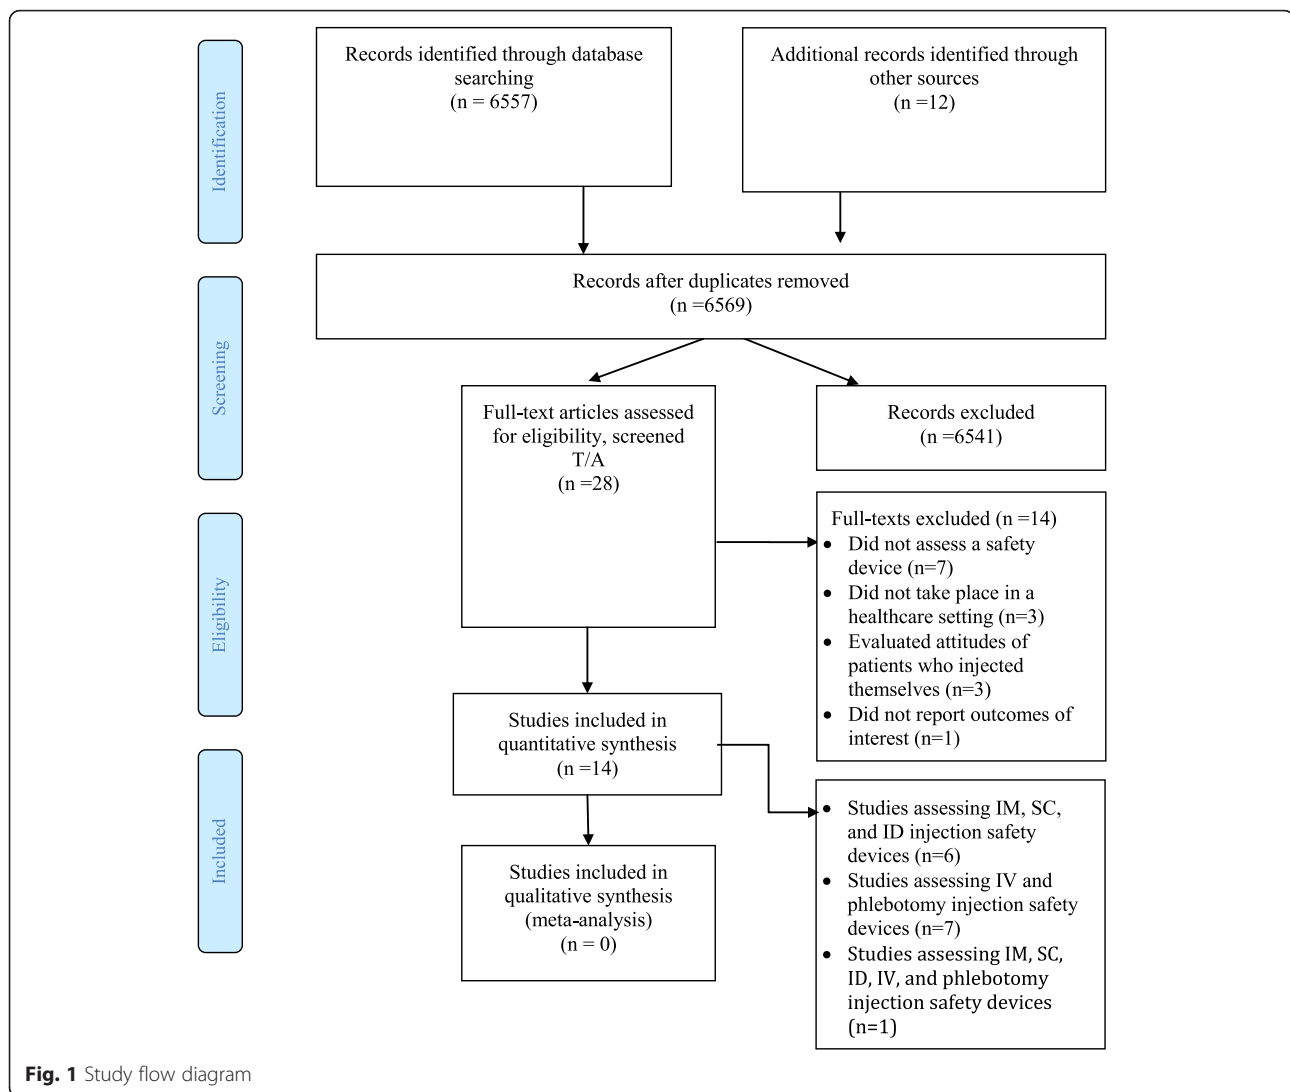 Identification
Records identified through database
searching
(n = 6557)
Additional records identified through
other sources
(n =12)
Records after duplicates removed
(n =6569)
Screening
Full-text articles assessed
for eligibility, screened
T/A
(n =28)
Records excluded
(n =6541)
Eligibility
Full-texts excluded (n =14)
• Did not assess a safety
device (n=7)
• Did not take place in a
healthcare setting (n=3)
• Evaluated attitudes of
patients who injected
themselves (n=3)
• Did not report outcomes of
interest (n=1)
Studies included in
quantitative synthesis
(n =14)
Included
Studies included in
qualitative synthesis
(meta-analysis)
(n = 0)
• Studies assessing IM, SC,
and ID injection safety
devices (n=6)
• Studies assessing IV and
phlebotomy injection safety
devices (n=7)
• Studies assessing IM, SC,
ID, IV, and phlebotomy
injection safety devices
(n=1)
Fig. 1 Study flow diagram